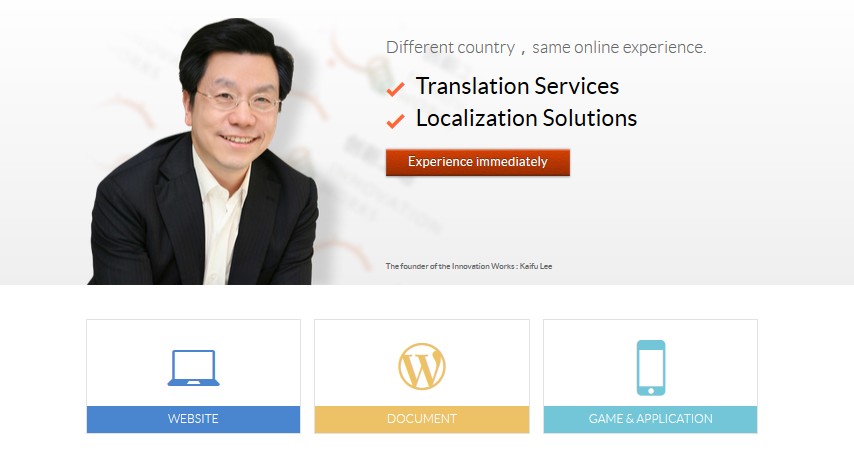 Different country，same online experience.
Translation Services
Localization Solutions
Experience immediately
The founder of the Innovation Works : Kaifu Lee
WEBSITE
DOCUMENT
GAME & APPLICATION